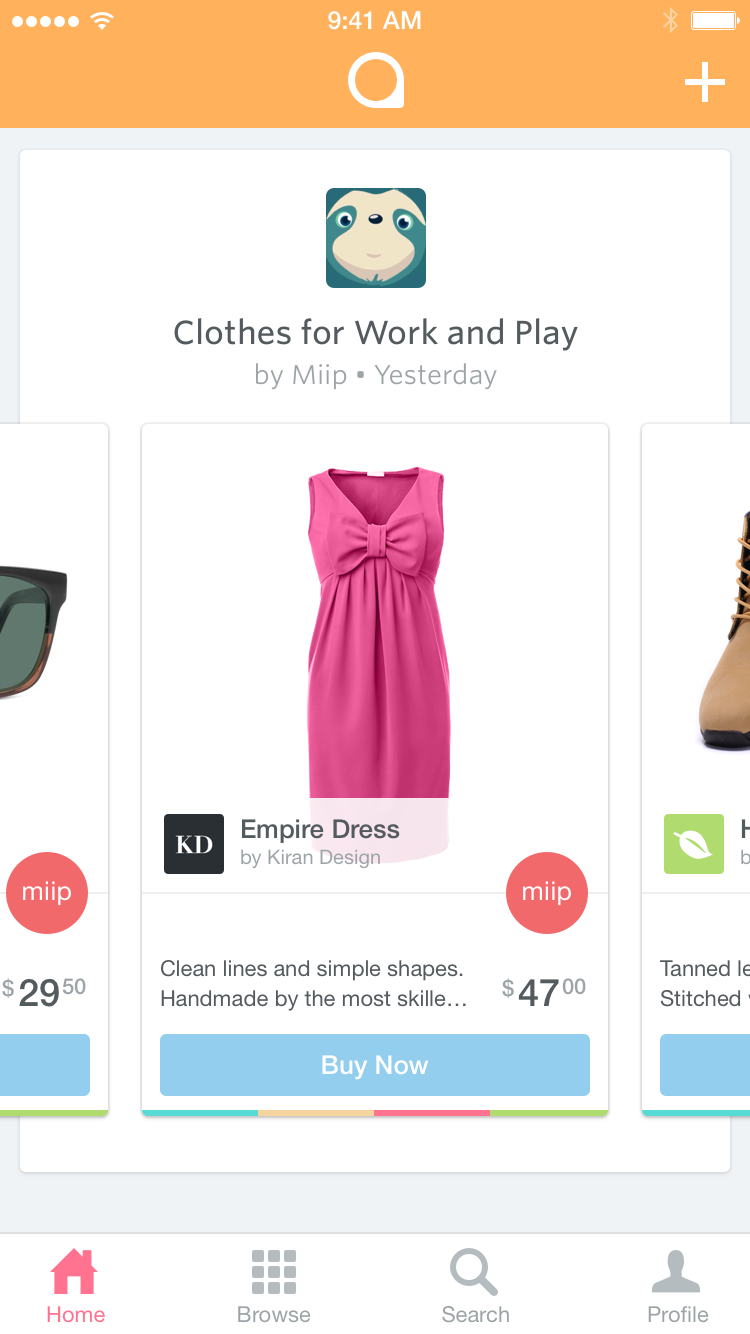 9:41 AM
Clothes for Work and Play
by Miip • Yesterday
KD
Empire Dress
by Kiran Design
H
b
miip
miip
$29 50
Clean lines and simple shapes.
Handmade by the most skille…
$47 00
Tanned le
Stitched
Buy Now
Home
Browse
Search
Profile